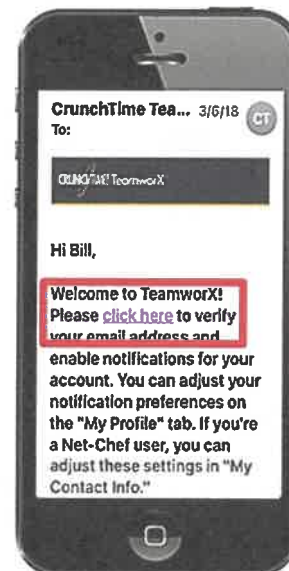 CrunchTime Tea... 3/6/18
CT
To:
CRUNCHTIME! TeamworX
Hi Bill,
Welcome to TeamworX!
Please click here to verify
your email address and
enable notifications for your
account. You can adjust your
notification preferences on
the "My Profile" tab. If you're
a Net-Chef user, you can
adjust these settings in "My
Contact Info."